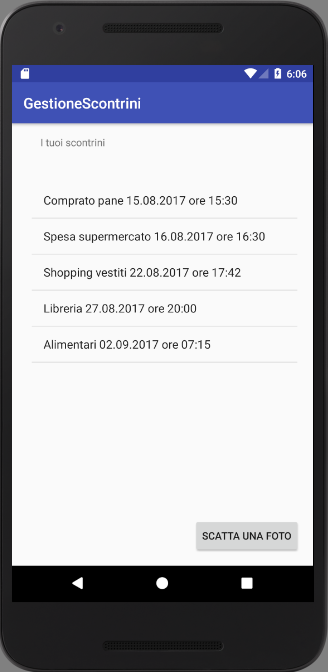 6:06
GestioneScontrini
I tuoi scontrini
Comprato pane 15.08.2017 ore 15:30
Spesa supermercato 16.08.2017 ore 16:30
Shopping vestiti 22.08.2017 ore 17:42
Libreria 27.08.2017 ore 20:00
Alimentari 02.09.2017 ore 07:15
SCATTA UNA FOTO